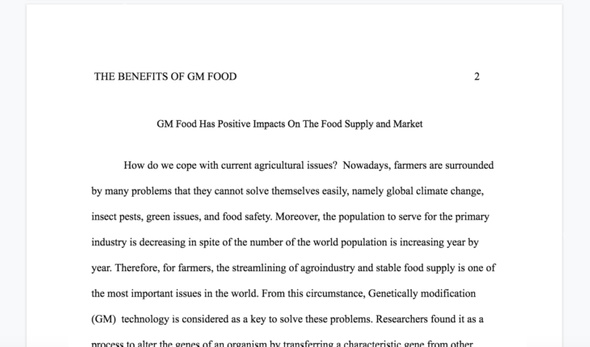 THE BENEFITS OF GM FOOD 2
GM Food Has Positive Impacts On The Food Supply and Market
How do we cope with current agricultural issues? Nowadays, farmers are surrounded
by many problems that they cannot solve themselves easily, namely global climate change,
insect pests, green issues, and food safety. Moreover, the population to serve for the primary
industry is decreasing in spite of the number of the world population is increasing year by
year. Therefore, for farmers, the streamlining of agroindustry and stable food supply is one of
the most important issues in the world. From this circumstance, Genetically modification
(GM) technology is considered as a key to solve these problems. Researchers found it as a
process to alter the genes of an organism by transferring a characteristic gene from other